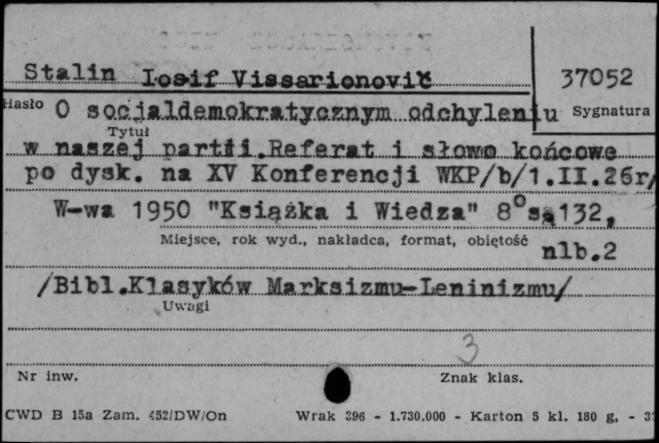 Stalin Iosif Vissarionovič
37052
Hasło O socjaldemokratycznym odchyleniu Sygnatura
Tytuł
w naszej partii.Referat i słowo końcowe
po dysk. na XV Konferencji WKP/b/1.II.26r/
W-wa 1950 "Książka i Wiedza" 8° są132,
Miejsce, rok wyd., nakładca, format, objętość
nlb.2
/Bibl.Klasyków Marksizmu-Leninizmu/
Uwagi
3
Nr inw. Znak klas.
CWD B 15a Zam. 452/DW/On Wrak 396 - 1.730.000 - Karton 5 kl. 180 g, -